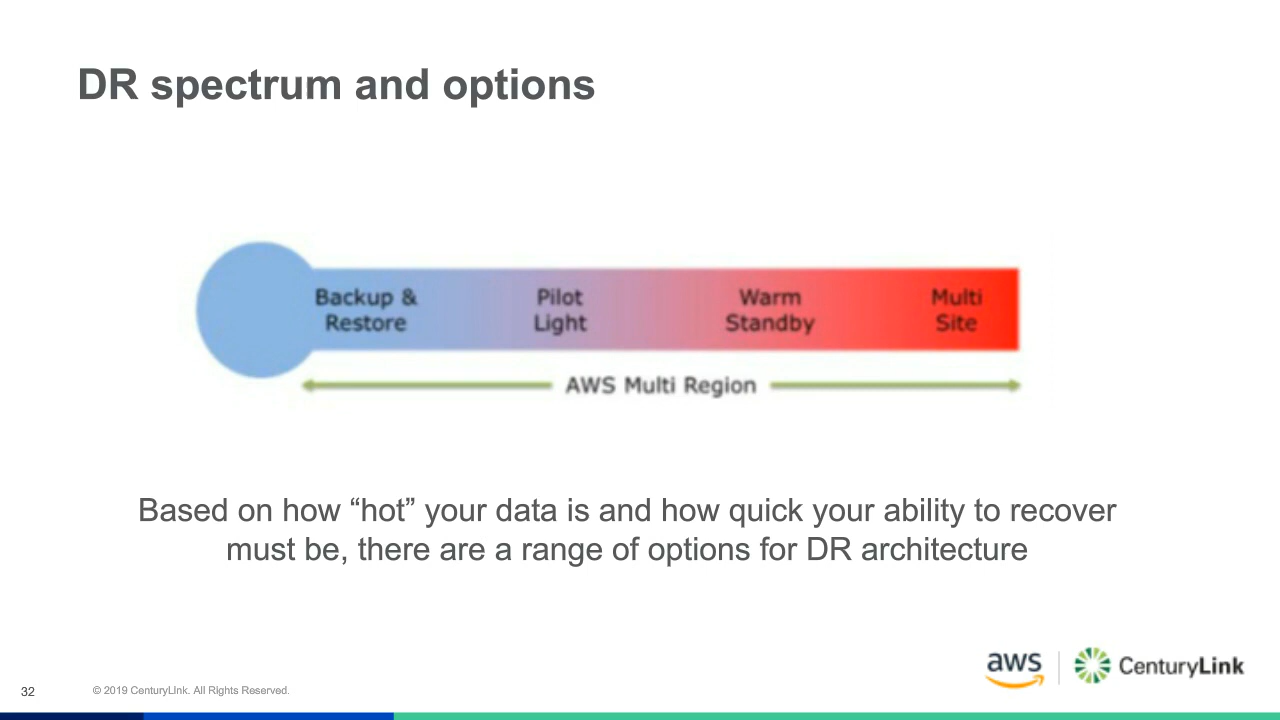 DR spectrum and options
Backup &
Restore
Pilot
Light
Warm
Standby
Multi
Site
AWS Multi Region
Based on how “hot” your data is and how quick your ability to recover
must be, there are a range of options for DR architecture
aws
CenturyLink
32
© 2019 CenturyLink. All Rights Reserved.